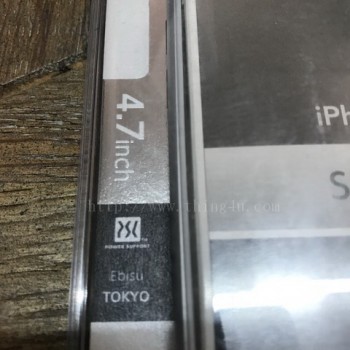 4.7inch
POWER SUPPORT
Ebisu
TOKYO
iPh
S